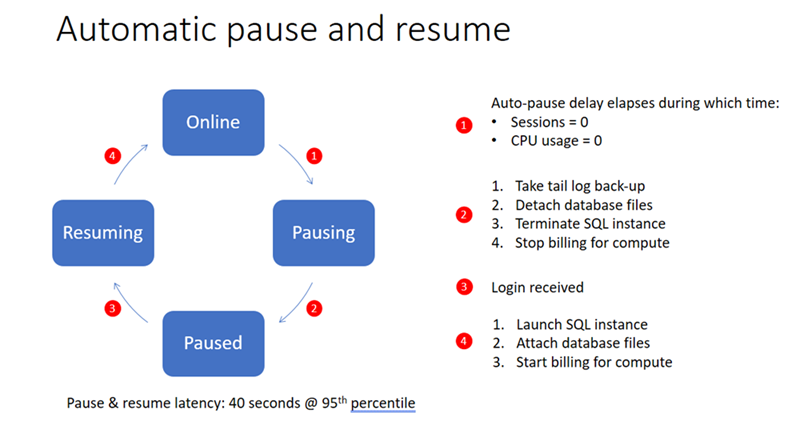 Automatic pause and resume
Online
4
1
Resuming
Pausing
3
2
Paused
Pause & resume latency: 40 seconds @ 95th percentile
1
Auto-pause delay elapses during which time:
• Sessions = 0
• CPU usage = 0
2
1. Take tail log back-up
2. Detach database files
3. Terminate SQL instance
4. Stop billing for compute
3 Login received
4
1. Launch SQL instance
2. Attach database files
3. Start billing for compute